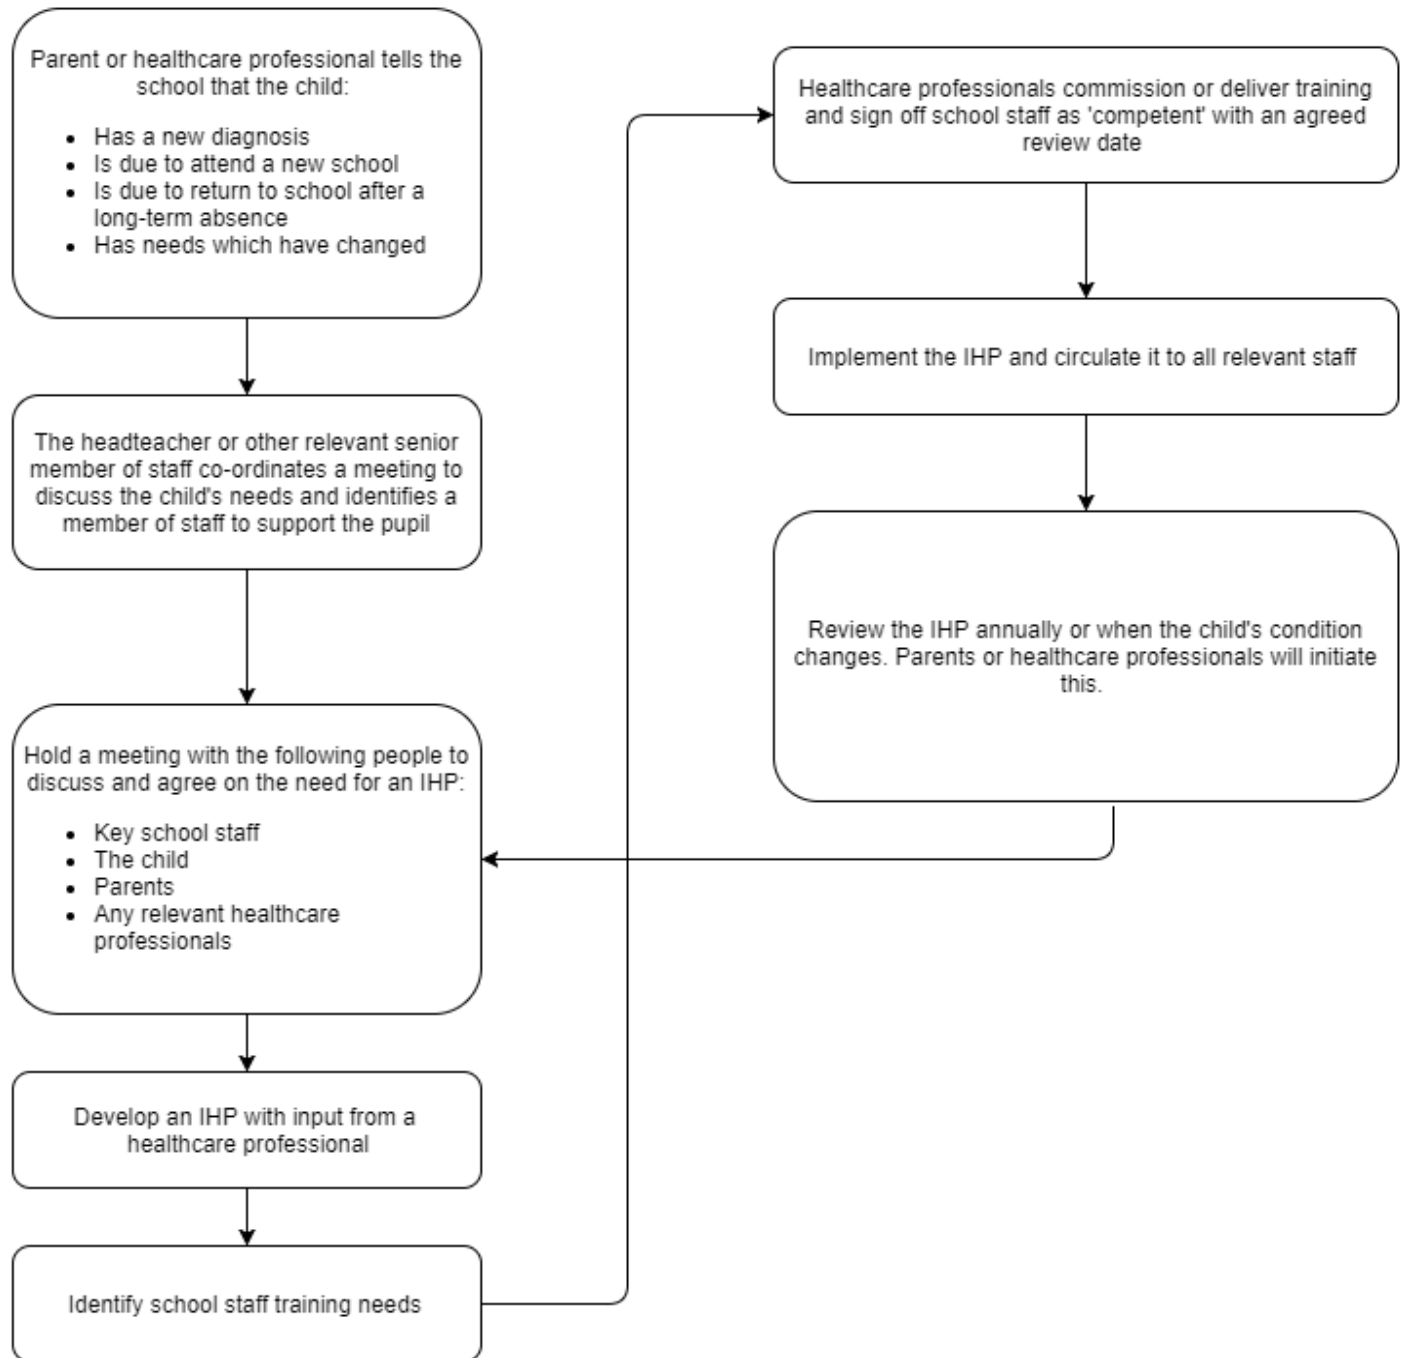 Parent or healthcare professional tells the
school that the child:
• Has a new diagnosis
• Is due to attend a new school
• Is due to return to school after a
long-term absence
• Has needs which have changed
The headteacher or other relevant senior
member of staff co-ordinates a meeting to
discuss the child's needs and identifies a
member of staff to support the pupil
Hold a meeting with the following people to
discuss and agree on the need for an IHP:
• Key school staff
• The child
• Parents
• Any relevant healthcare
professionals
Develop an IHP with input from a
healthcare professional
Identify school staff training needs
Healthcare professionals commission or deliver training
and sign off school staff as 'competent' with an agreed
review date
Implement the IHP and circulate it to all relevant staff
Review the IHP annually or when the child's condition
changes. Parents or healthcare professionals will initiate
this.